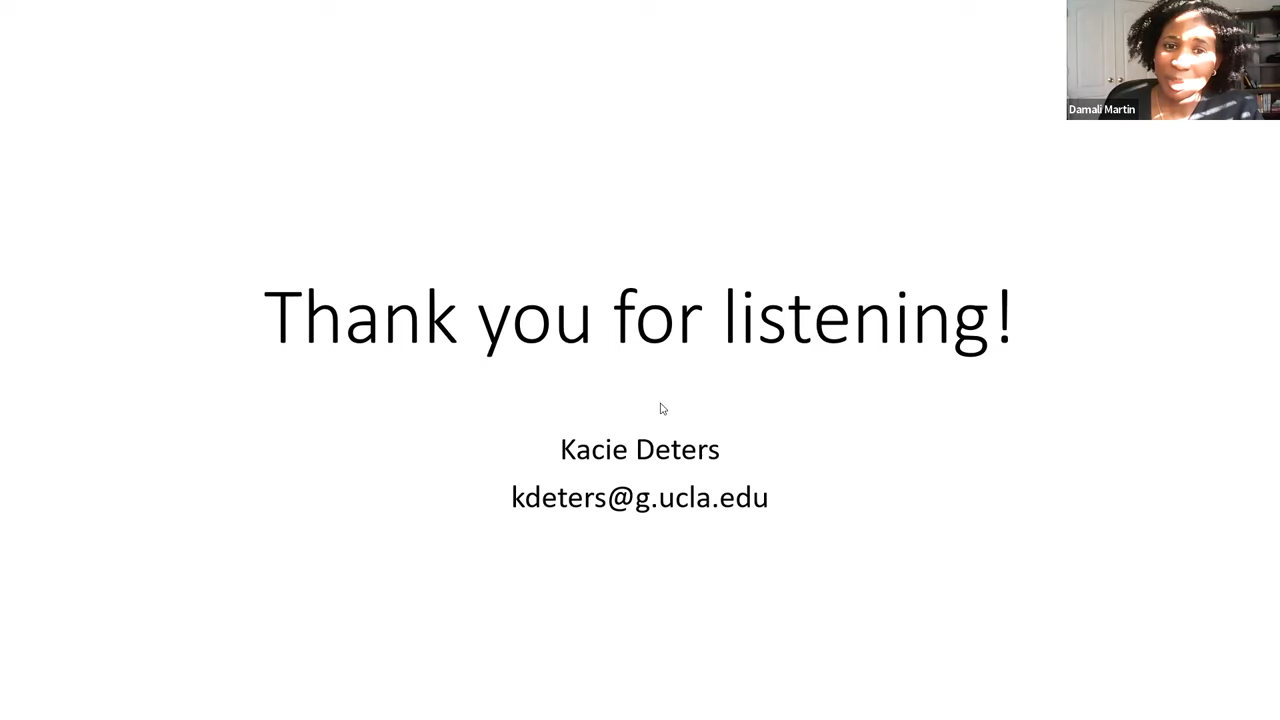 Damali Martin
Thank you for listening!
Kacie Deters
kdeters@g.ucla.edu